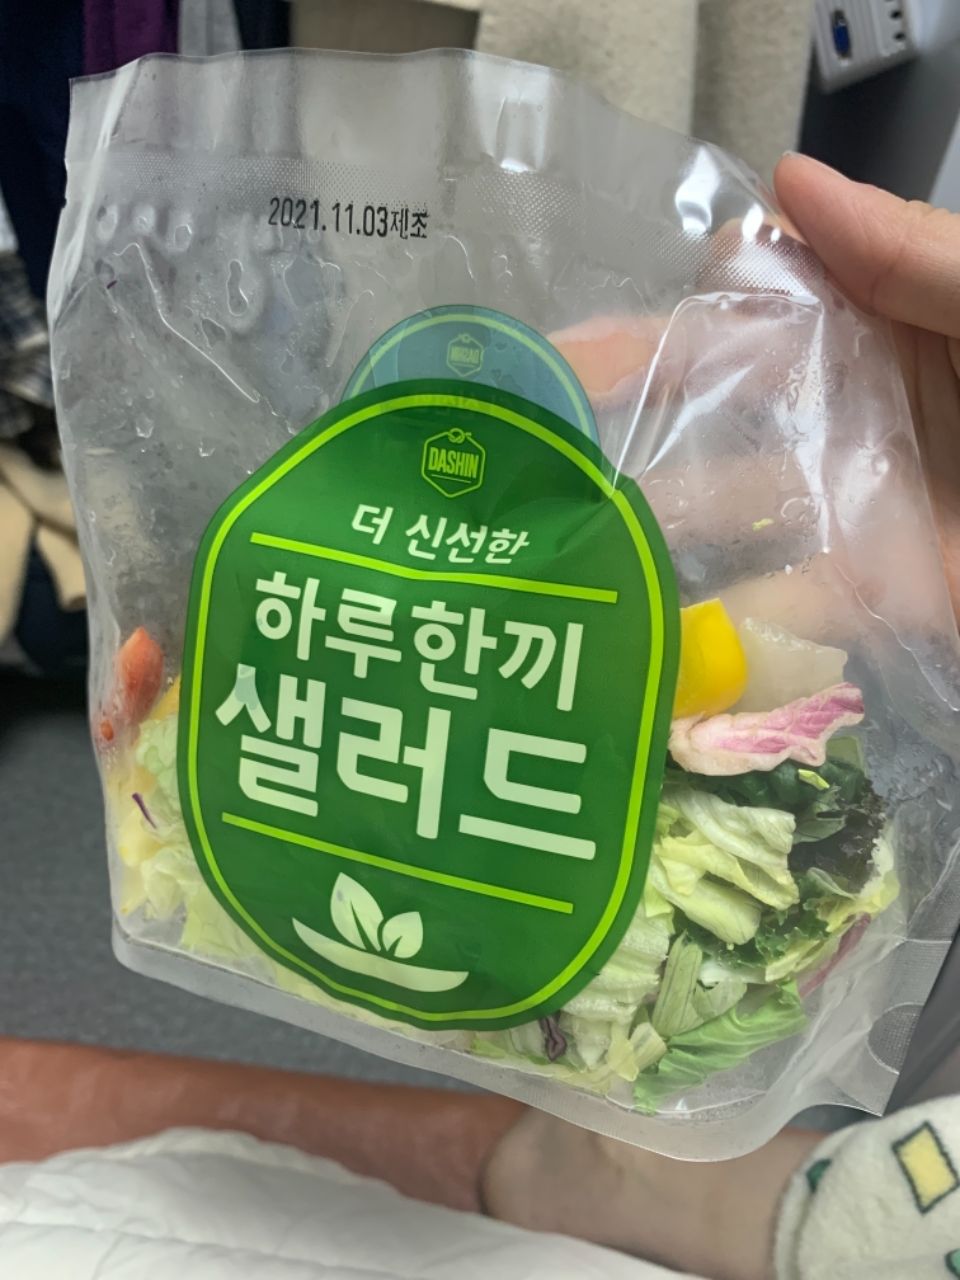 2021.11.03제조
DASHIN
더 신선한
하루한끼
샐러드